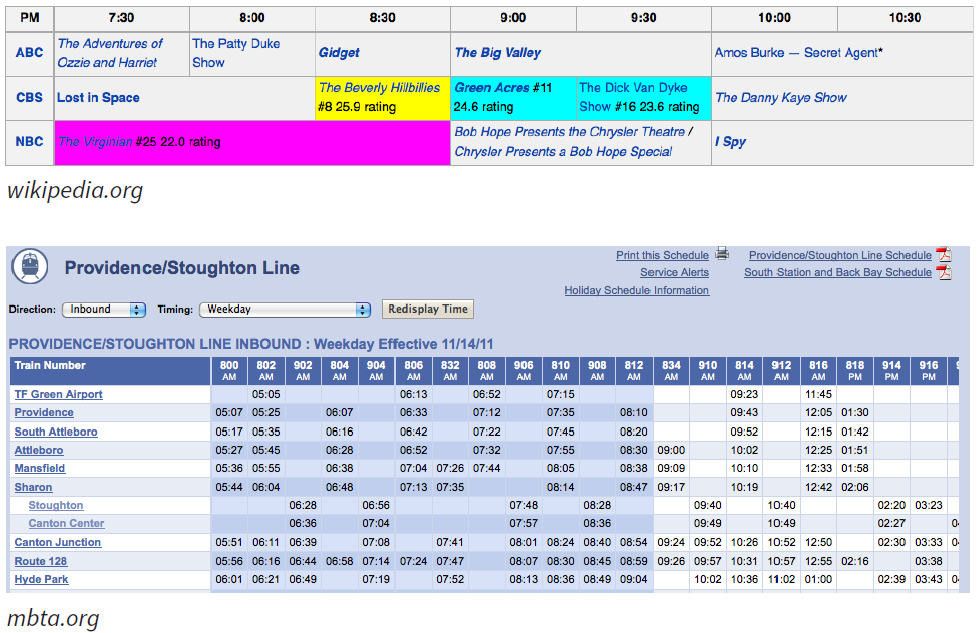 PM 7:30 8:00 8:30 9:00 9:30 10:00 10:30
ABC The Adventures of Ozzie and Harriet The Patty Duke Show Gidget The Big Valley Amos Burke — Secret Agent*
CBS Lost in Space The Beverly Hillbillies #8 25.9 rating Green Acres #11 24.6 rating The Dick Van Dyke Show #16 23.6 rating The Danny Kaye Show
NBC The Virginian #25 22.0 rating Bob Hope Presents the Chrysler Theatre / Chrysler Presents a Bob Hope Special I Spy
wikipedia.org
Providence/Stoughton Line
Print this Schedule Providence/Stoughton Line Schedule
Service Alerts South Station and Back Bay Schedule
Holiday Schedule Information
Direction: Inbound Timing: Weekday Redisplay Time
PROVIDENCE/STOUGHTON LINE INBOUND : Weekday Effective 11/14/11
Train Number 800 802 902 804 904 806 832 808 906 810 908 812 834 910 814 912 816 818 914 916
AM AM AM AM AM AM AM AM AM AM AM AM AM AM AM AM AM PM PM PM
TF Green Airport 05:05 06:13 06:52 07:15 09:23 11:45
Providence 05:07 05:25 06:07 06:33 07:12 07:35 08:10 09:43 12:05 01:30
South Attleboro 05:17 05:35 06:16 06:42 07:22 07:45 08:20 09:52 12:15 01:42
Attleboro 05:27 05:45 06:28 06:52 07:32 07:55 08:30 09:00 10:02 12:25 01:51
Mansfield 05:36 05:55 06:38 07:04 07:26 07:44 08:05 08:38 09:09 10:10 12:33 01:58
Sharon 05:44 06:04 06:48 07:13 07:35 08:14 08:47 09:17 10:19 12:42 02:06
Stoughton 06:28 06:56 07:48 08:28 09:40 10:40 02:20 03:23
Canton Center 06:36 07:04 07:57 08:36 09:49 10:49 02:27
Canton Junction 05:51 06:11 06:39 07:08 07:41 08:01 08:24 08:40 08:54 09:24 09:52 10:26 10:52 12:50 02:30 03:33
Route 128 05:56 06:16 06:44 06:58 07:14 07:24 07:47 08:07 08:30 08:45 08:59 09:26 09:57 10:31 10:57 12:55 02:16 03:38
Hyde Park 06:01 06:21 06:49 07:19 07:52 08:13 08:36 08:49 09:04 10:02 10:36 11:02 01:00 02:39 03:43
mbta.org